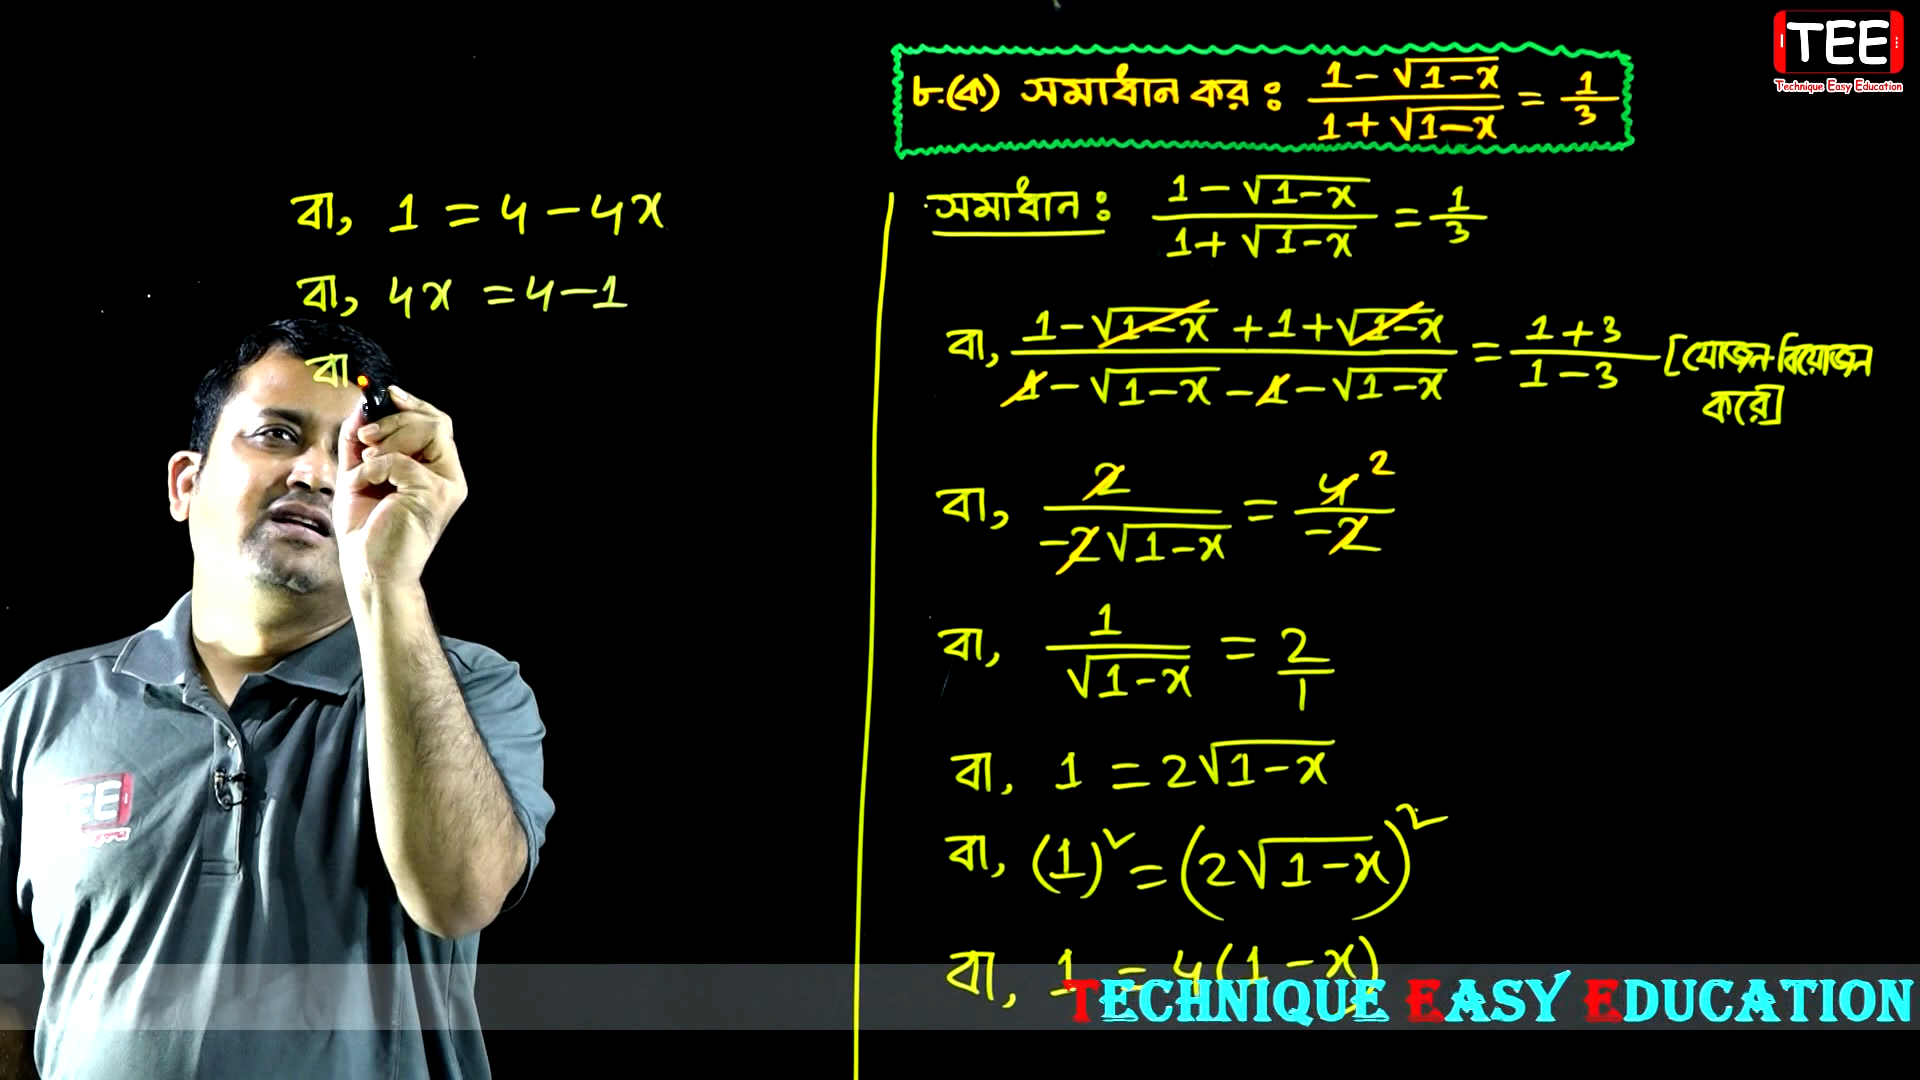 TEE
Technique Easy Education
৮.(ক) সমাধান কর : (1 - √(1-x)) / (1 + √(1-x)) = 1/3
সমাধান : (1 - √(1-x)) / (1 + √(1-x)) = 1/3
বা, (1 - √(1-x) + 1 + √(1-x)) / (1 - √(1-x) - 1 - √(1-x)) = (1+3) / (1-3) [যোজন-বিয়োজন
করে]
বা, 2 / (-2√(1-x)) = 4² / -2
বা, 1 / √(1-x) = 2/1
বা, 1 = 2√(1-x)
বা, (1)² = (2√(1-x))²
বা, 1 = 4(1-x)
বা, 1 = 4 - 4x
বা, 4x = 4 - 1
বা.
TEE
TECHNIQUE EASY EDUCATION